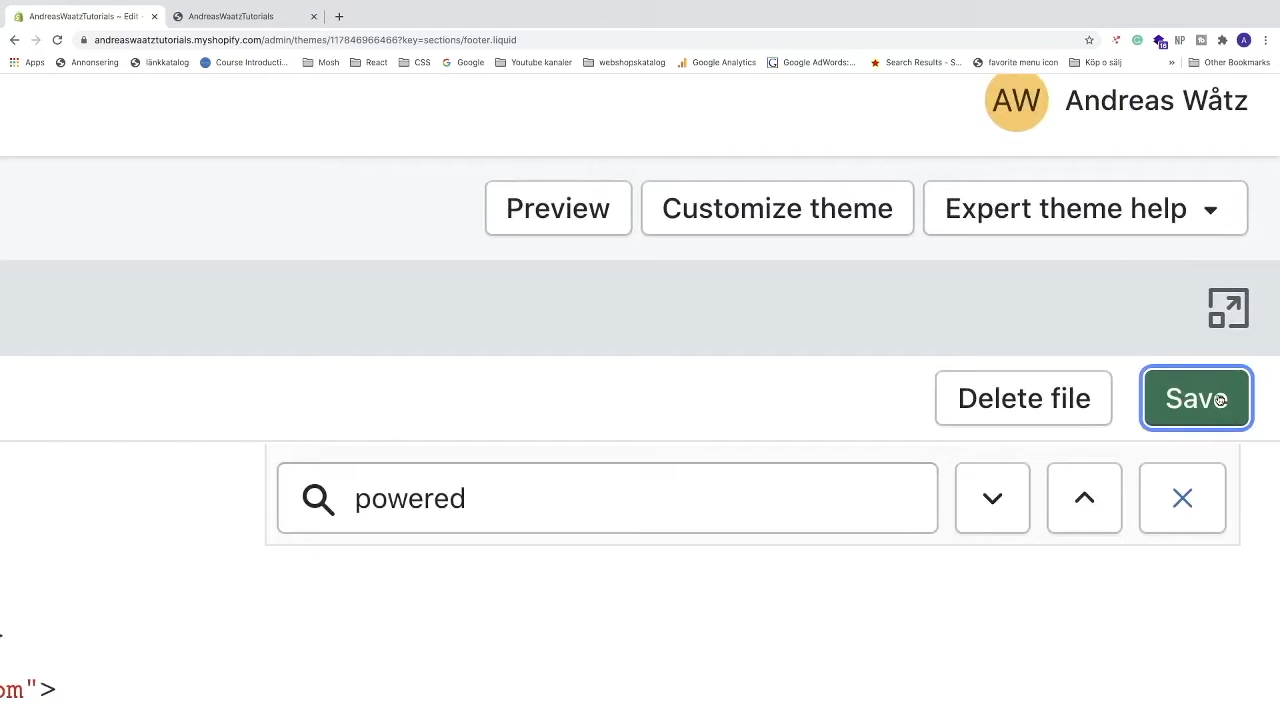 AndreasWaatzTutorials ~ Edit
AndreasWaatzTutorials
andreaswaatztutorials.myshopify.com/admin/themes/117846966466?key=sections/footer.liquid
NP
18
A
Apps
Annonsering
länkkatalog
Course Introducti...
Mosh
React
CSS
Google
Youtube kanaler
webshopskatalog
Google Analytics
Google AdWords:...
Search Results - S...
favorite menu icon
Köp o sälj
»
Other Bookmarks
AW
Andreas Wåtz
Preview
Customize theme
Expert theme help
Delete file
Save
powered
om">